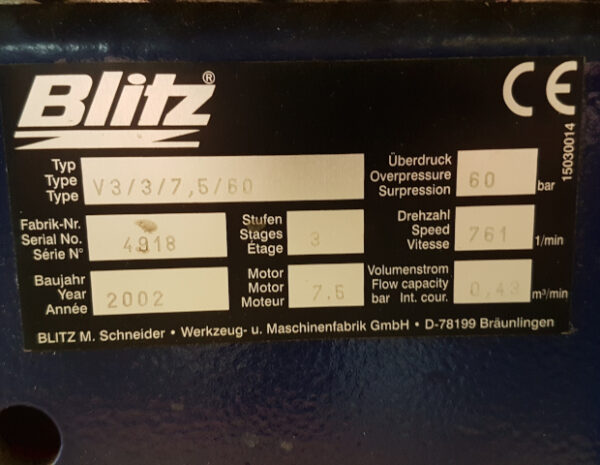 Blitz®
CE
15030014
Typ
Type
Type
V3/3/7,5/60
Überdruck
Overpressure
Surpression
60
bar
Fabrik-Nr.
Serial No.
Série N°
4918
Stufen
Stages
Étage
3
Drehzahl
Speed
Vitesse
761
1/min
Baujahr
Year
Année
2002
Motor
Motor
Moteur
7.5
Volumenstrom
Flow capacity
bar Int. cour.
0,43
m³/min
BLITZ M. Schneider • Werkzeug- u. Maschinenfabrik GmbH • D-78199 Bräunlingen